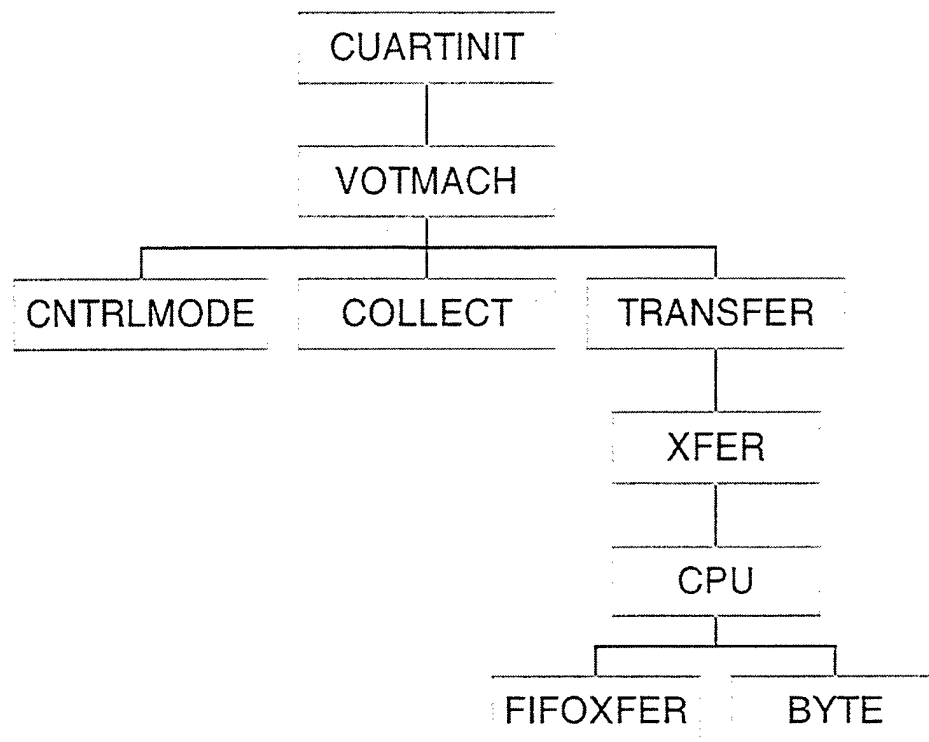 CUARTINIT
VOTMACH
CNTRLMODE COLLECT TRANSFER
XFER
CPU
FIFOXFER BYTE